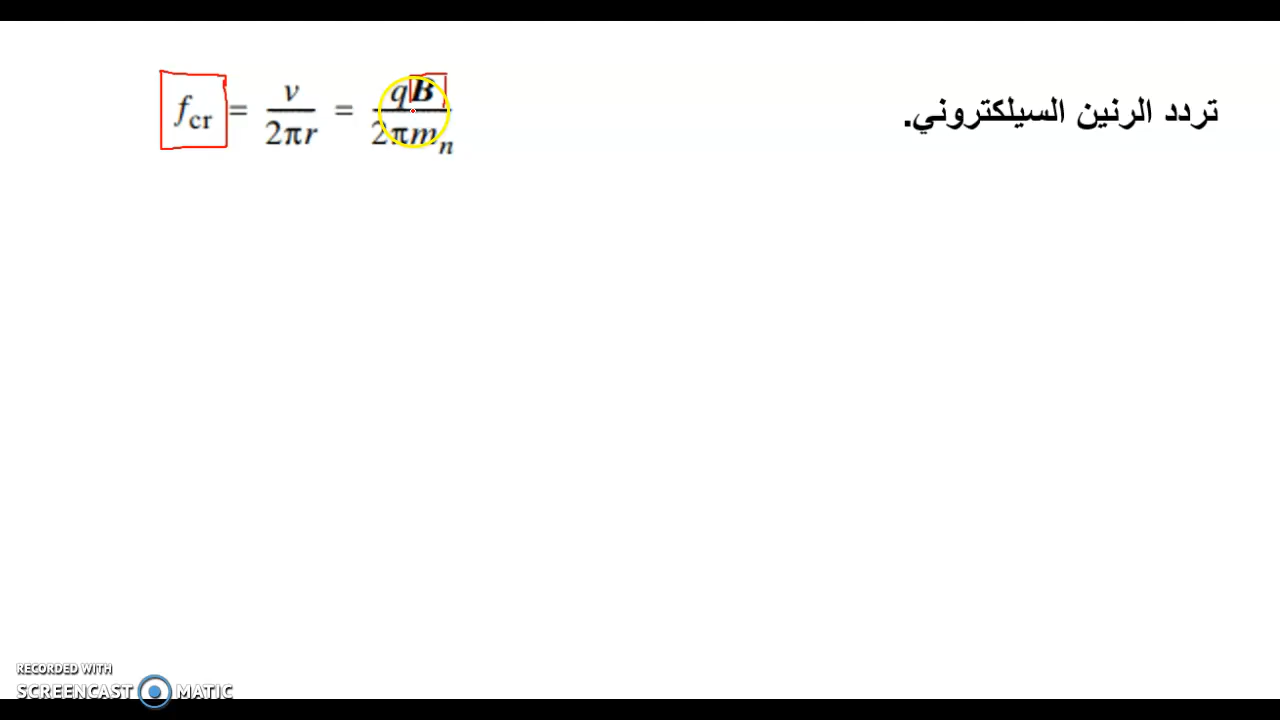 f_cr = v / 2πr = qB / 2πm_n
تردد الرنين السيلكتروني.
RECORDED WITH
SCREENCAST MATIC